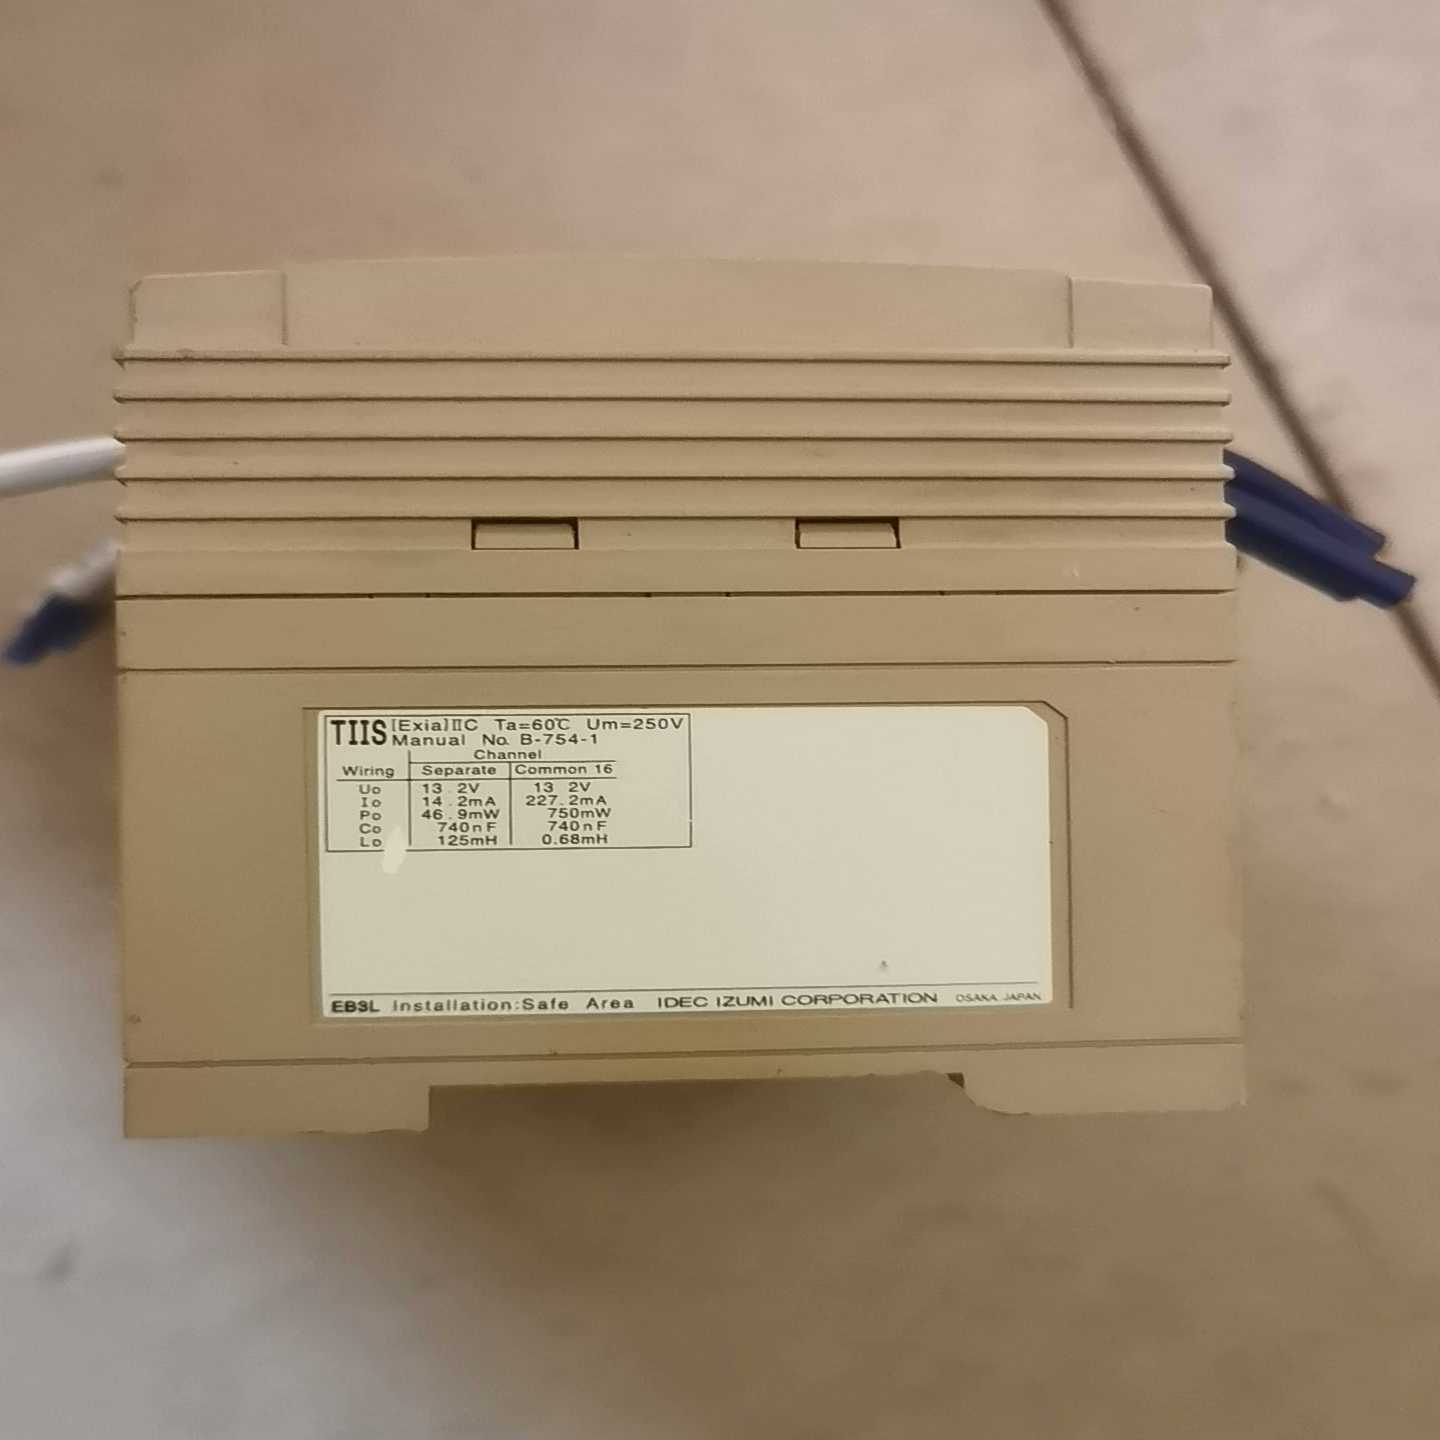 TIIS [Exia]IIC Ta=60℃ Um=250V
Manual No. B-754-1
Channel
Wiring Separate Common 16
Uo 13.2V 13.2V
Io 14.2mA 227.2mA
Po 46.9mW 750mW
Co 740nF 740nF
Lo 125mH 0.68mH
EB3L Installation:Safe Area IDEC IZUMI CORPORATION OSAKA JAPAN